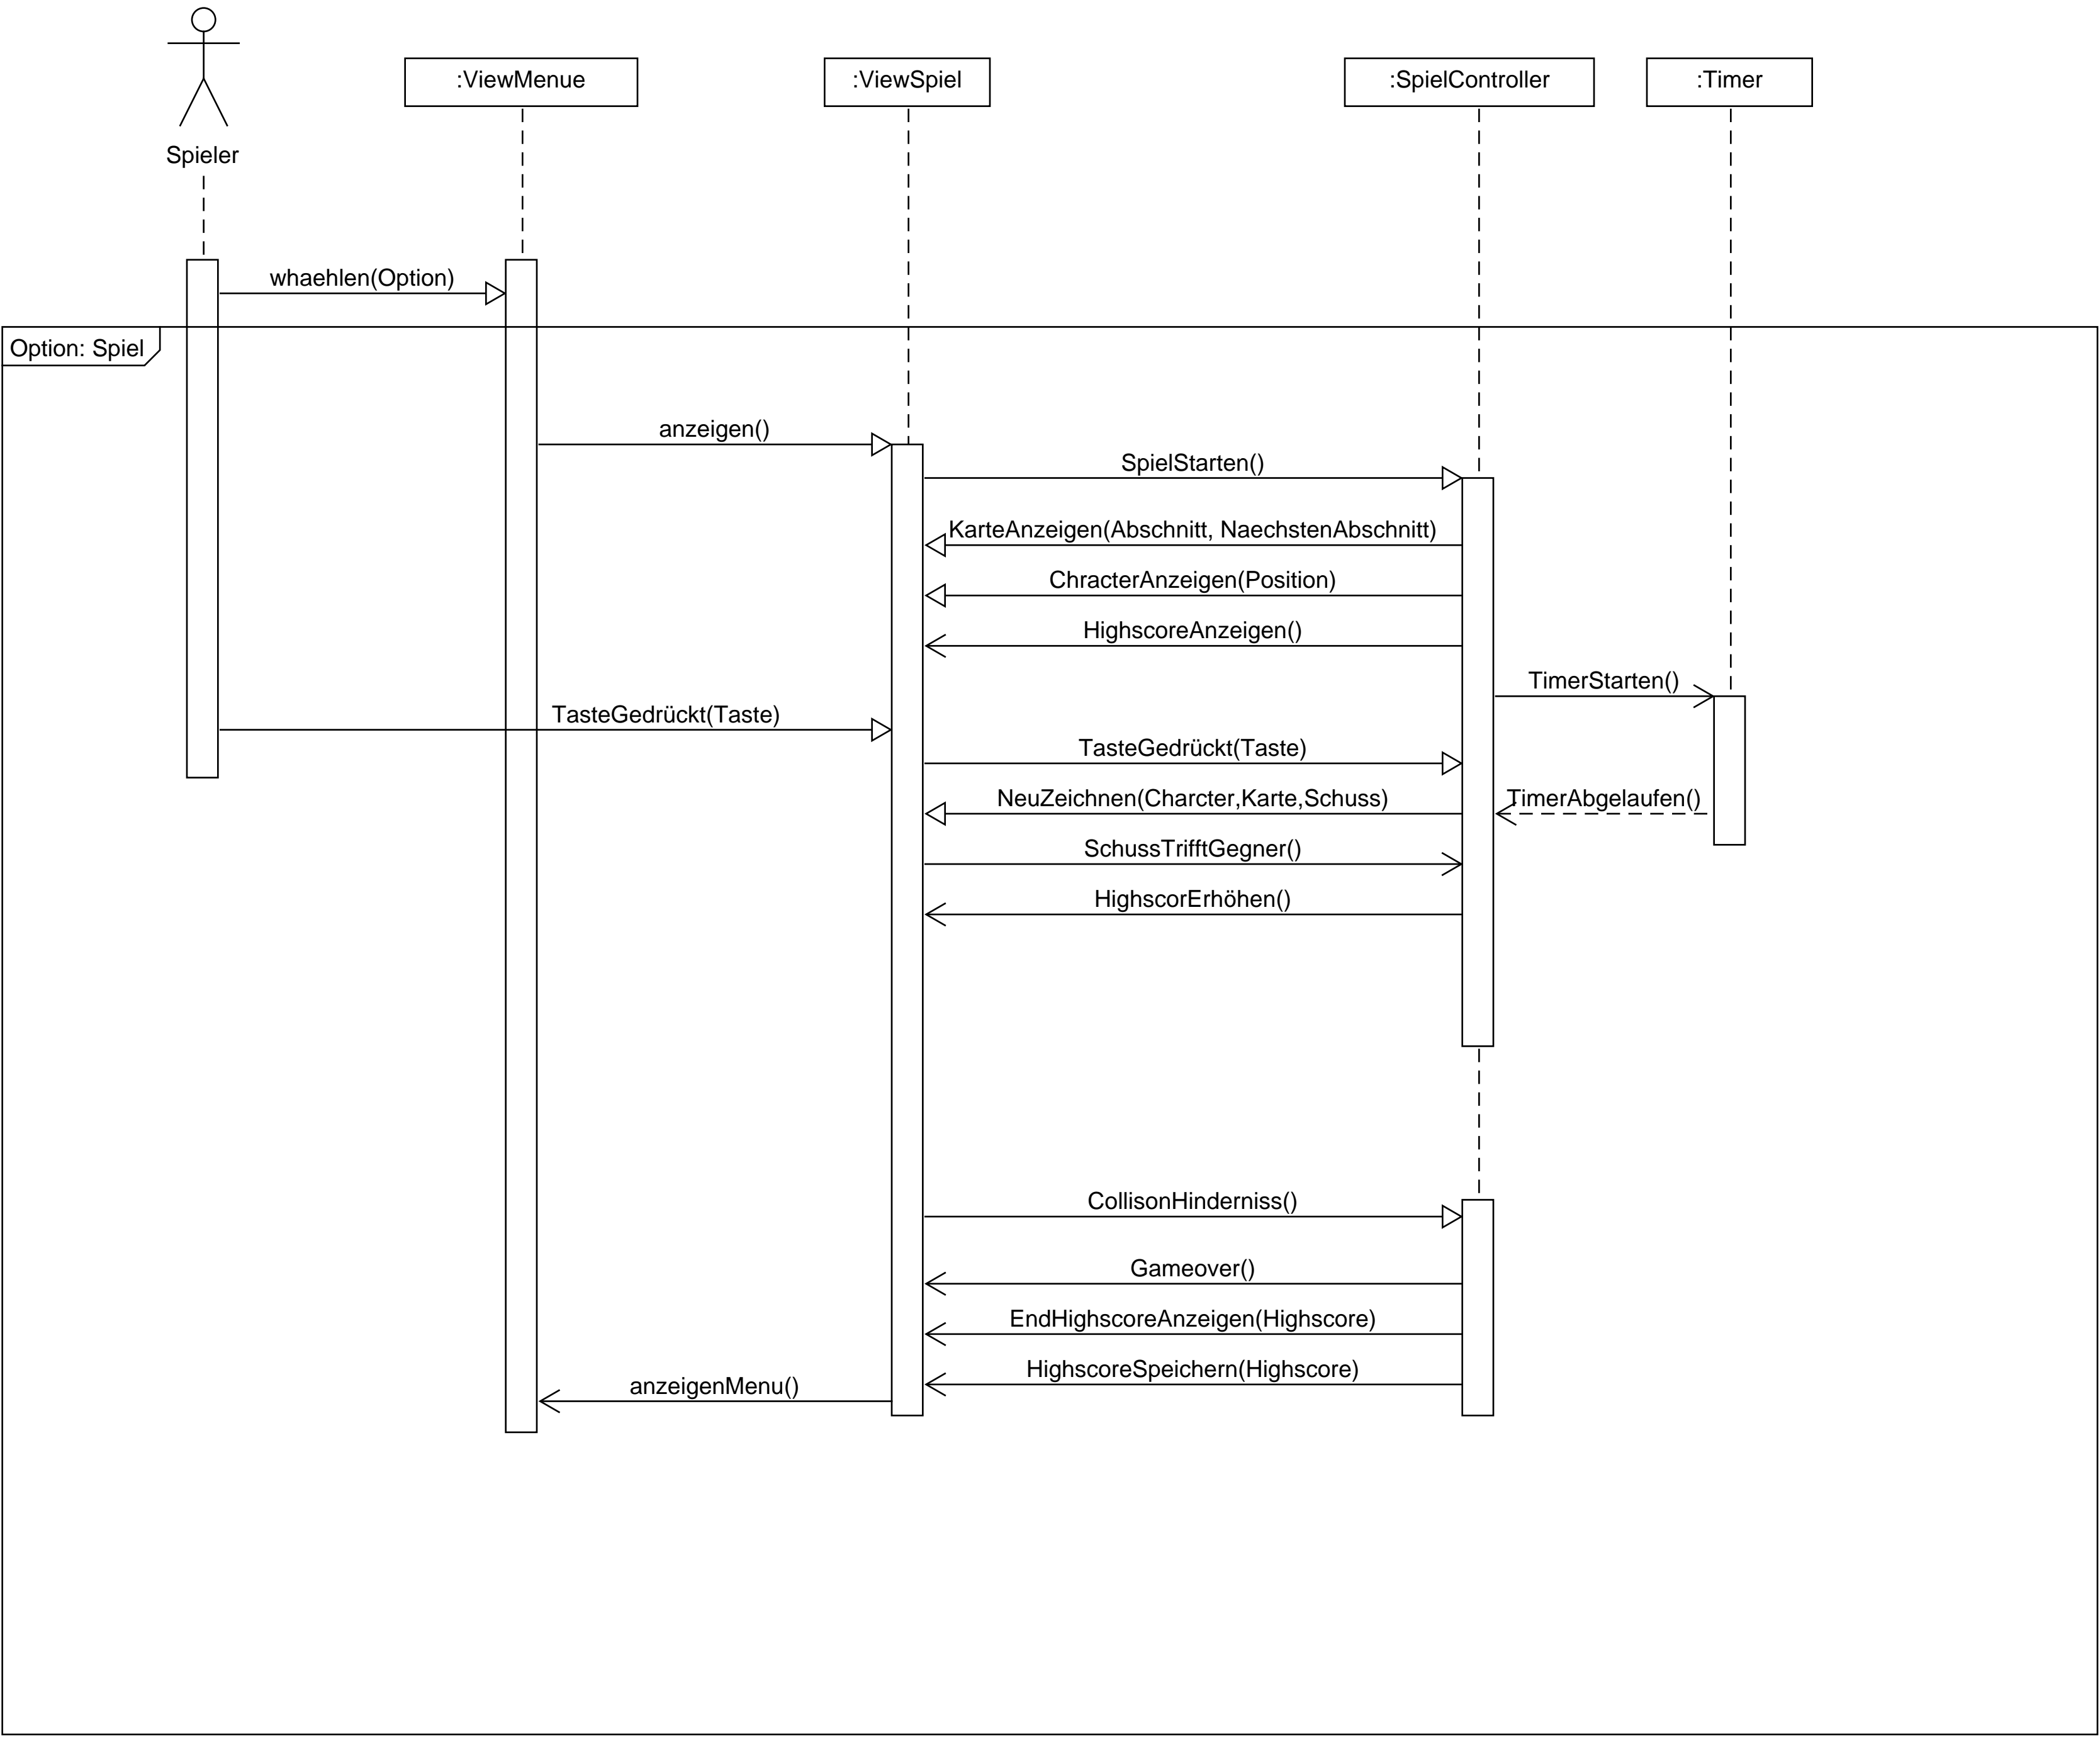 :ViewMenue
:ViewSpiel
:SpielController
:Timer
Spieler
whaehlen(Option)
Option: Spiel
anzeigen()
SpielStarten()
KarteAnzeigen(Abschnitt, NaechstenAbschnitt)
ChracterAnzeigen(Position)
HighscoreAnzeigen()
TimerStarten()
TasteGedrückt(Taste)
TasteGedrückt(Taste)
NeuZeichnen(Charcter,Karte,Schuss)
TimerAbgelaufen()
SchussTrifftGegner()
HighscorErhöhen()
CollisonHinderniss()
Gameover()
EndHighscoreAnzeigen(Highscore)
HighscoreSpeichern(Highscore)
anzeigenMenu()